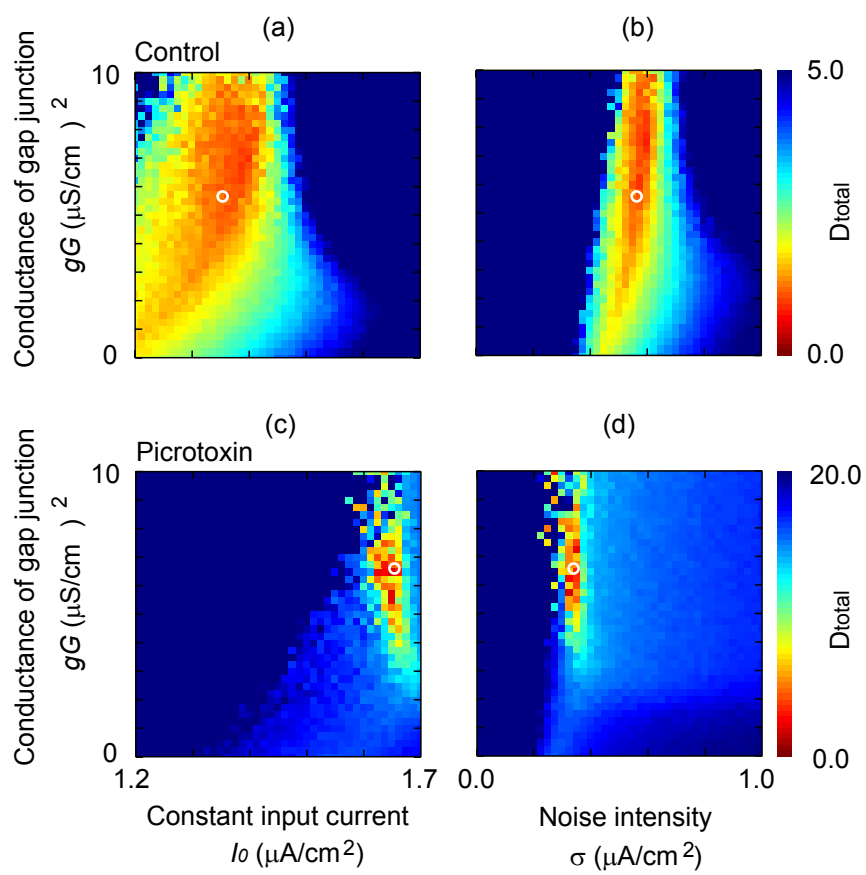 (a)
(b)
Control
10
0
Conductance of gap junction
gG (μS/cm ) 2
5.0
Dtotal
0.0
(c)
(d)
Picrotoxin
10
0
Conductance of gap junction
gG (μS/cm ) 2
20.0
Dtotal
0.0
1.2
1.7
0.0
1.0
Constant input current
I0 (μA/cm2)
Noise intensity
σ (μA/cm2)